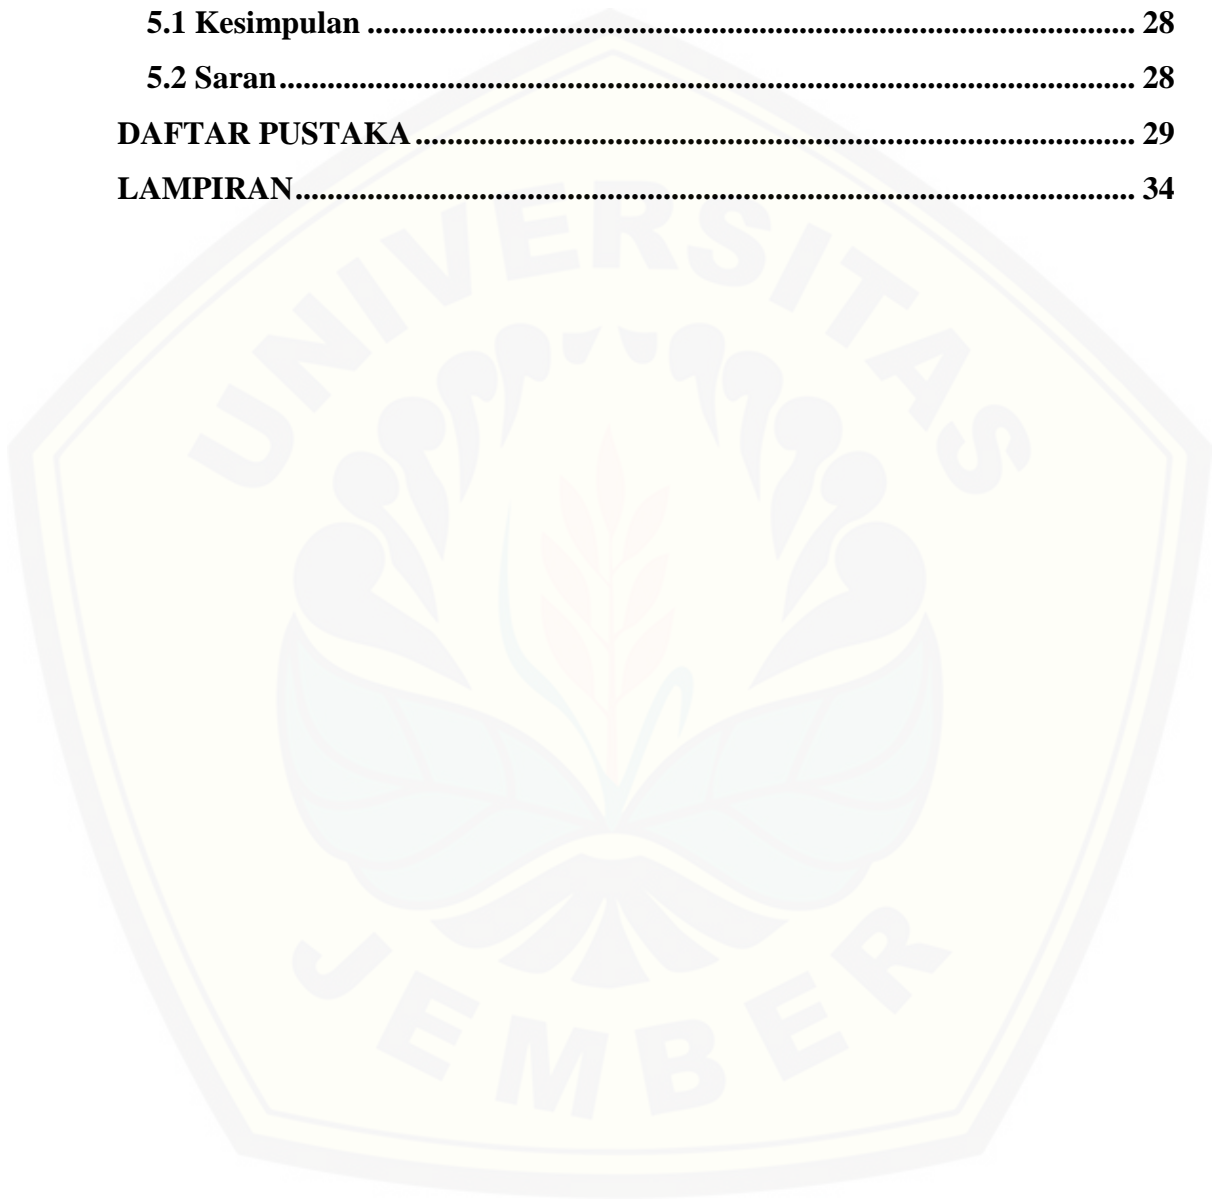 5.1 Kesimpulan ................................................................................................ 28
5.2 Saran........................................................................................................... 28
DAFTAR PUSTAKA .......................................................................................... 29
LAMPIRAN......................................................................................................... 34
UNIVERSITAS
JEMBER